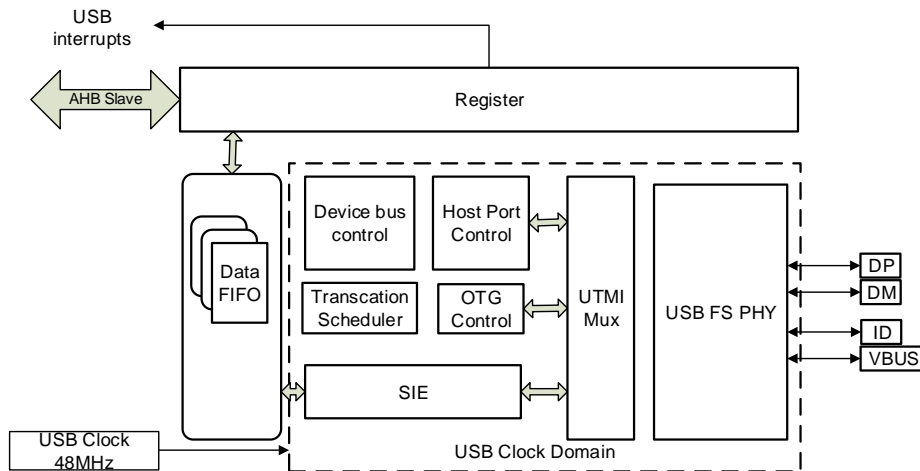 USB
interrupts
AHB Slave
Register
Device bus
control
Host Port
Control
Data
FIFO
Transcation
Scheduler
OTG
Control
UTMI
Mux
USB FS PHY
DP
DM
ID
VBUS
SIE
USB Clock
48MHz
USB Clock Domain